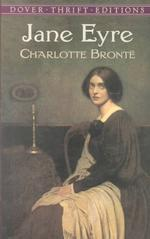 DOVER · THRIFT · EDITIONS
Jane Eyre
CHARLOTTE BRONTË